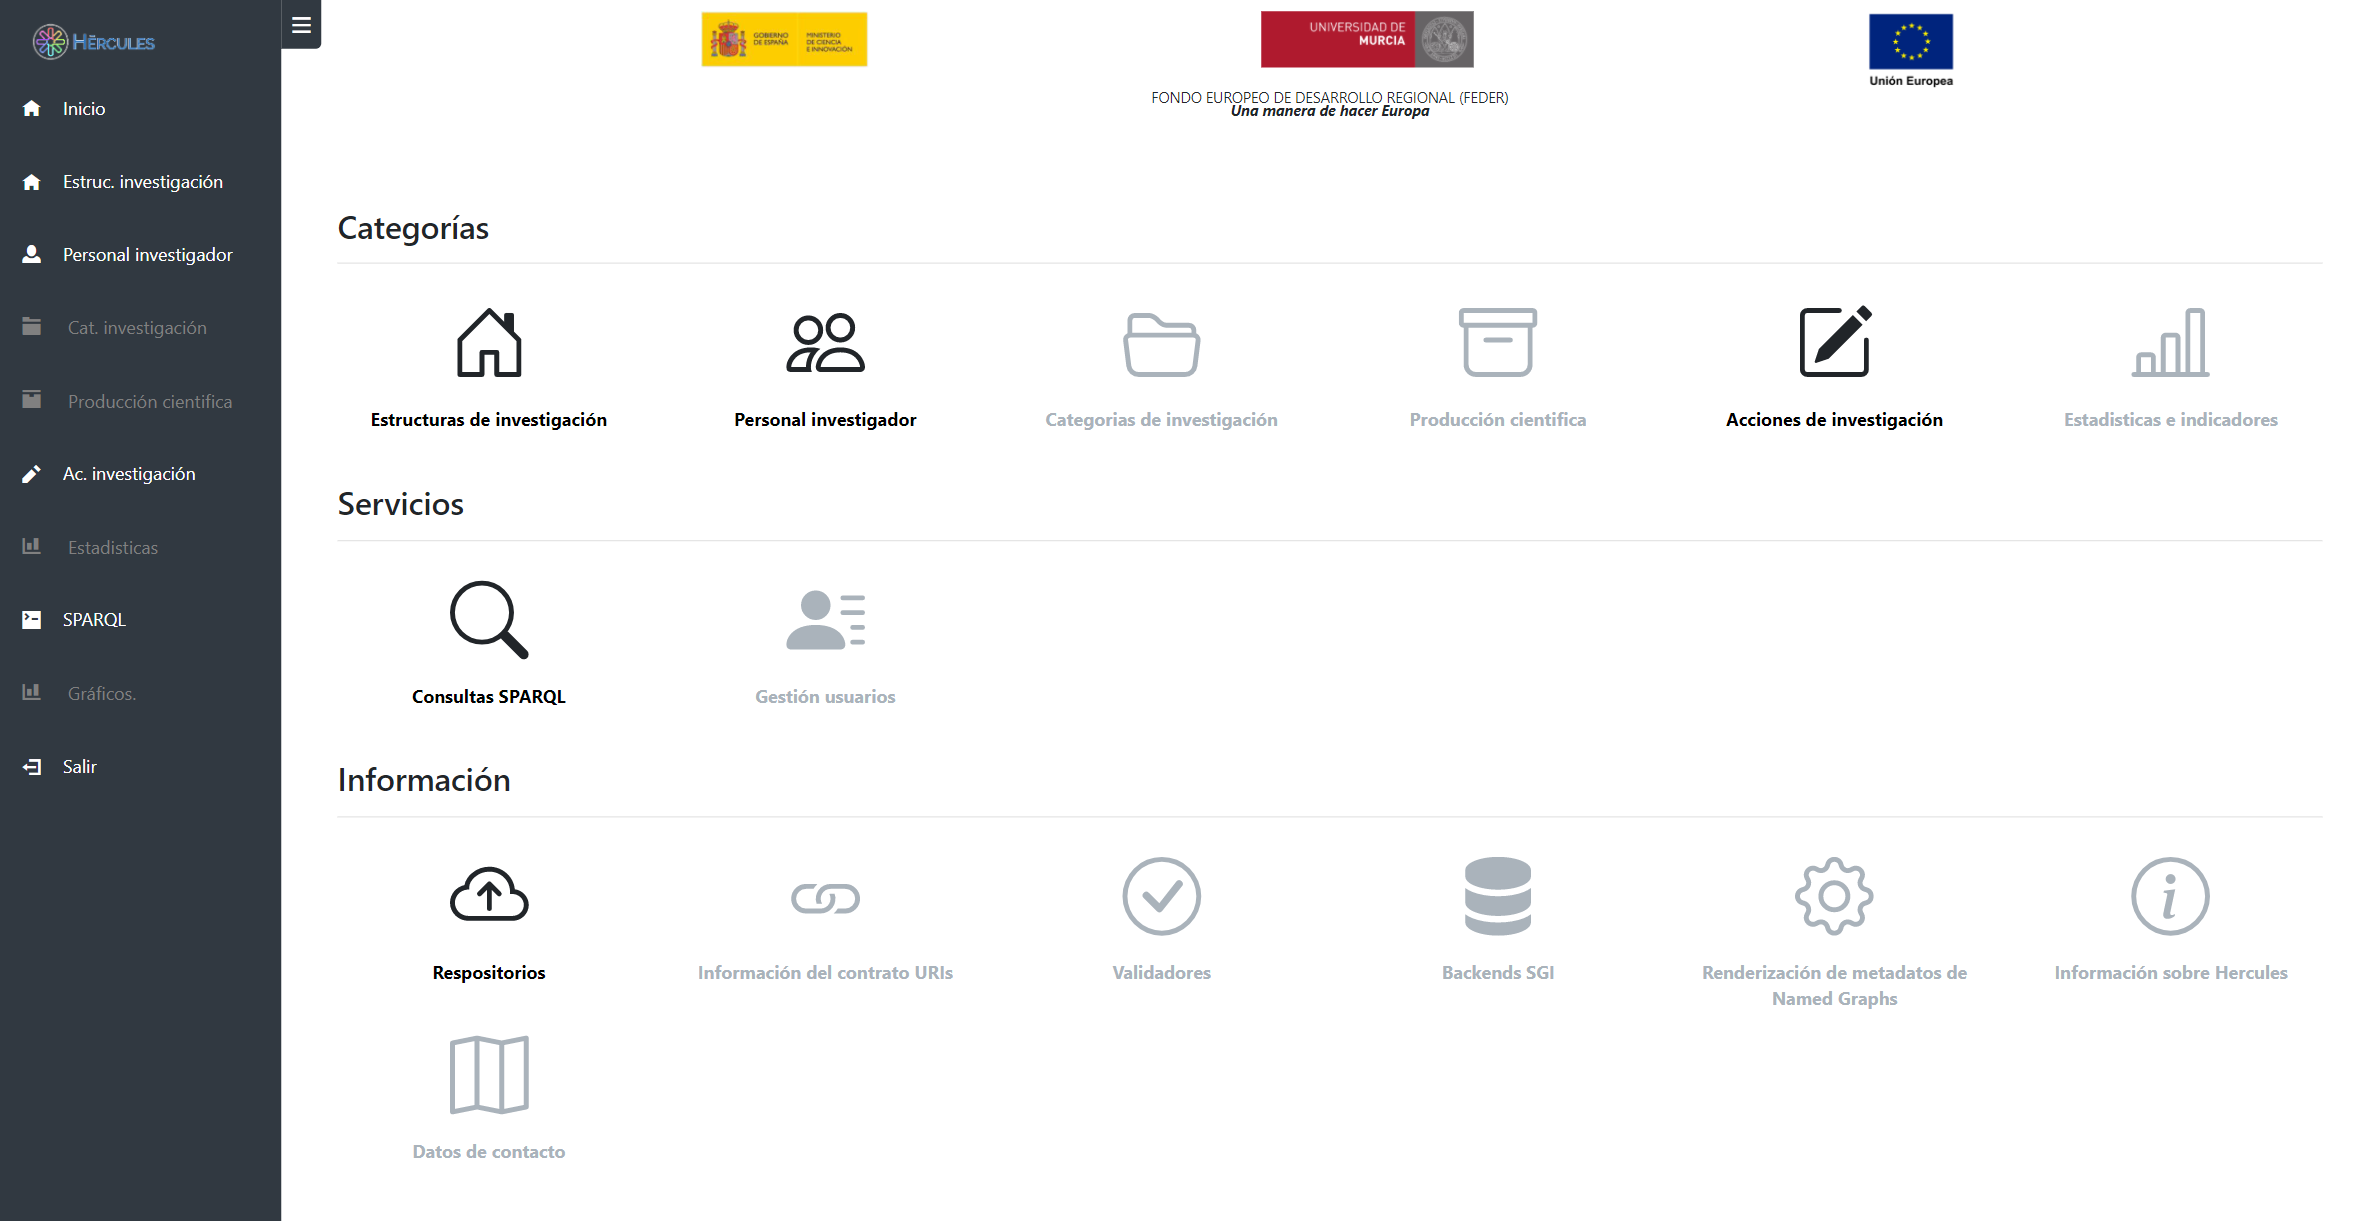 HĒRCULES
Inicio
Estruc. investigación
Personal investigador
Cat. investigación
Producción cientifica
Ac. investigación
Estadisticas
SPARQL
Gráficos.
Salir
GOBIERNO
DE ESPAÑA
MINISTERIO
DE CIENCIA
E INNOVACIÓN
UNIVERSIDAD DE
MURCIA
Unión Europea
FONDO EUROPEO DE DESARROLLO REGIONAL (FEDER)
Una manera de hacer Europa
Categorías
Estructuras de investigación
Personal investigador
Categorias de investigación
Producción cientifica
Acciones de investigación
Estadisticas e indicadores
Servicios
Consultas SPARQL
Gestión usuarios
Información
Respositorios
Información del contrato URIs
Validadores
Backends SGI
Renderización de metadatos de
Named Graphs
Información sobre Hercules
Datos de contacto